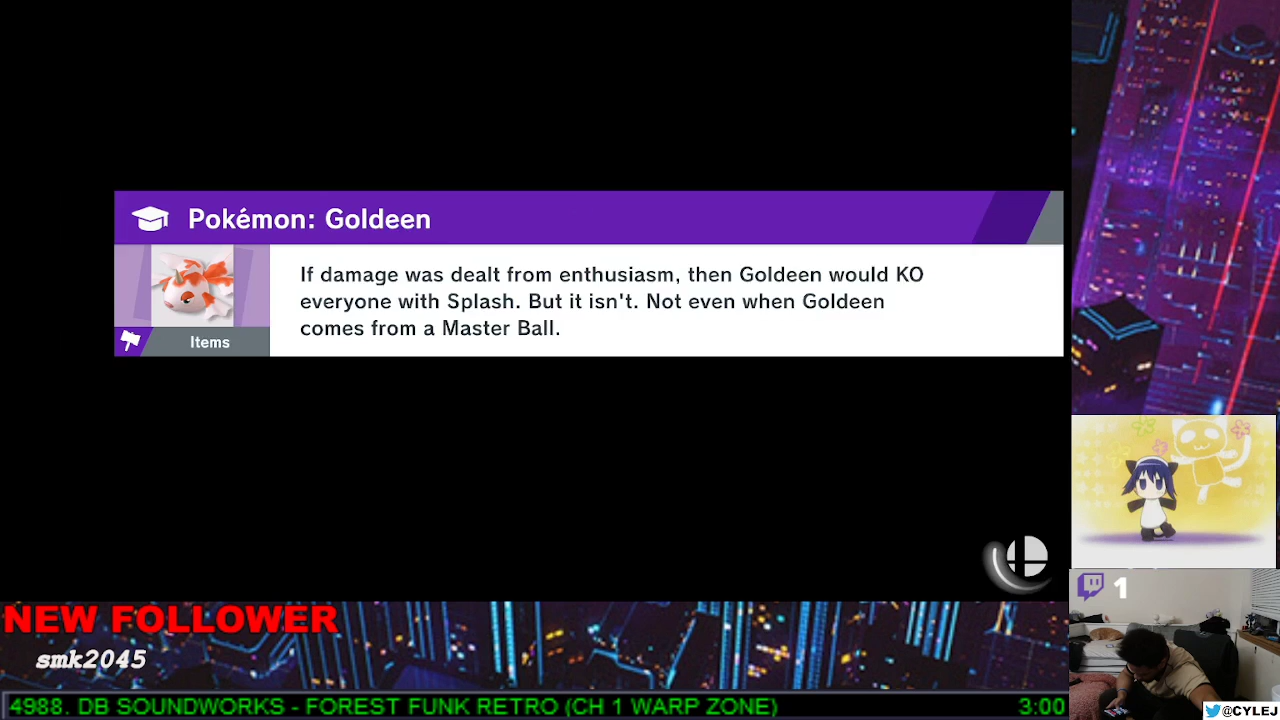 Pokémon: Goldeen
If damage was dealt from enthusiasm, then Goldeen would KO
everyone with Splash. But it isn't. Not even when Goldeen
comes from a Master Ball.
Items
1
NEW FOLLOWER
smk2045
4988. DB SOUNDWORKS - FOREST FUNK RETRO (CH 1 WARP ZONE)
3:00
@CYLEJ